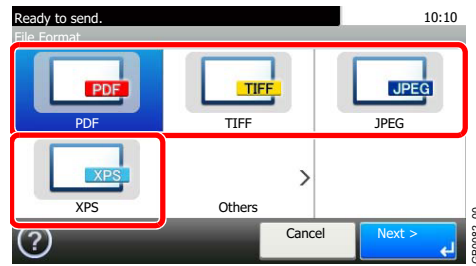 Ready to send.
10:10
File Format
PDF
TIFF
JPEG
PDF
TIFF
JPEG
XPS
XPS
Others
>
?
Cancel
Next >